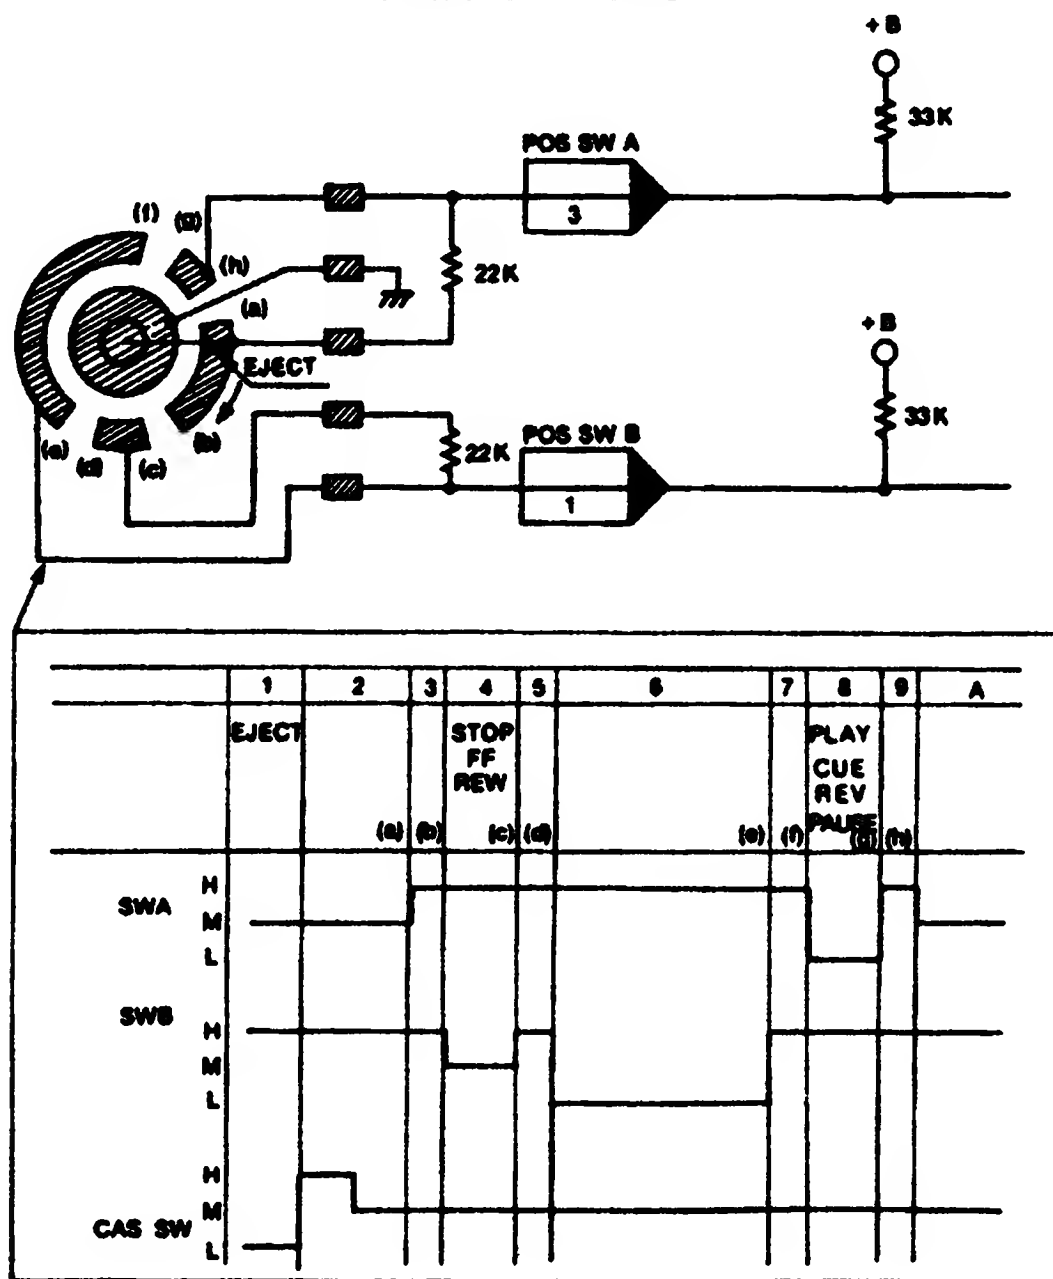 + B
33K
POS SW A
3
(f)
(g)
(h)
22K
(a)
+ B
EJECT
33K
(e)
(d)
(c)
(b)
22K
POS SW B
1
1 2 3 4 5 6 7 8 9 A
EJECT
STOP
FF
REW
PLAY
CUE
REV
PAUSE
(a) (b) (c) (d) (e) (f) (g) (h)
SWA
H
M
L
SWB
H
M
L
CAS SW
H
M
L